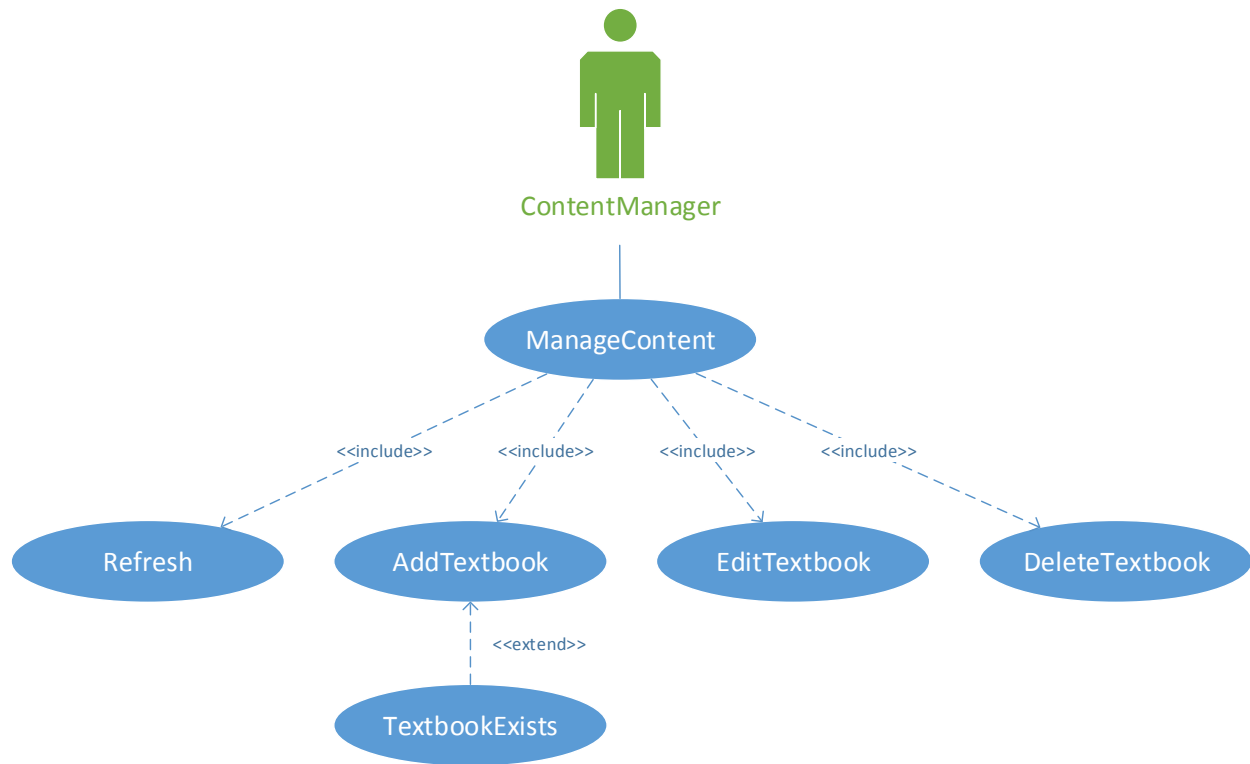 ContentManager
ManageContent
<<include>>
<<include>>
<<include>>
<<include>>
Refresh
AddTextbook
EditTextbook
DeleteTextbook
<<extend>>
TextbookExists